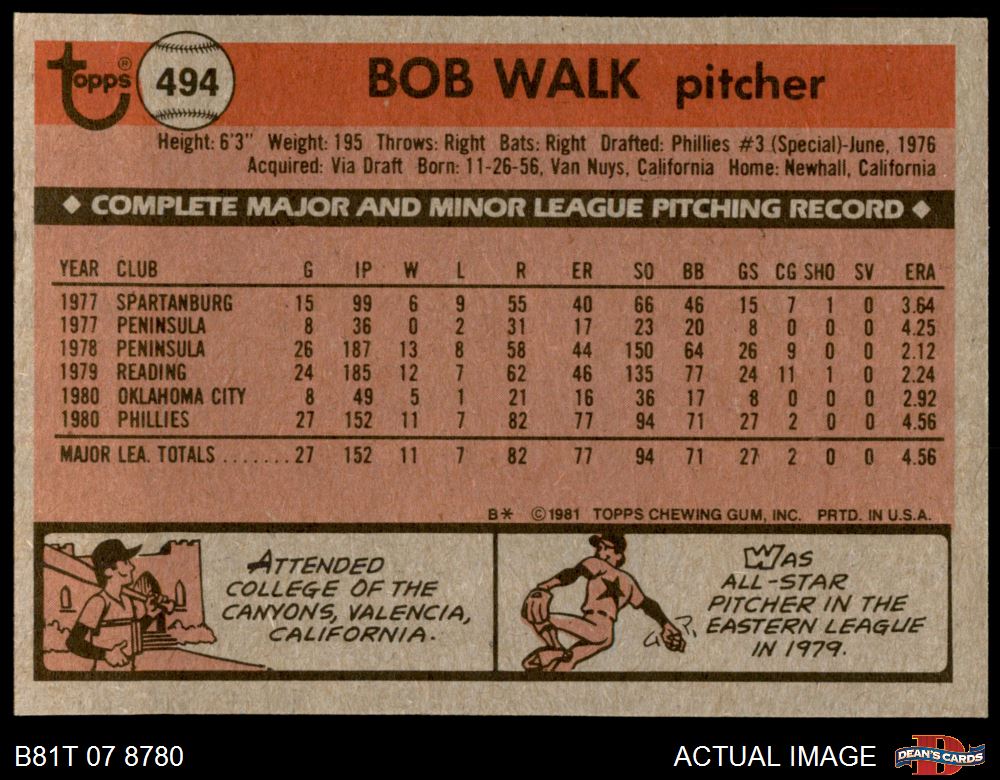 topps®
494
BOB WALK pitcher
Height: 6'3" Weight: 195 Throws: Right Bats: Right Drafted: Phillies #3 (Special)-June, 1976
Acquired: Via Draft Born: 11-26-56, Van Nuys, California Home: Newhall, California
◆ COMPLETE MAJOR AND MINOR LEAGUE PITCHING RECORD ◆
YEAR CLUB G IP W L R ER SO BB GS CG SHO SV ERA
1977 SPARTANBURG 15 99 6 9 55 40 66 46 15 7 1 0 3.64
1977 PENINSULA 8 36 0 2 31 17 23 20 8 0 0 0 4.25
1978 PENINSULA 26 187 13 8 58 44 150 64 26 9 0 0 2.12
1979 READING 24 185 12 7 62 46 135 77 24 11 1 0 2.24
1980 OKLAHOMA CITY 8 49 5 1 21 16 36 17 8 0 0 0 2.92
1980 PHILLIES 27 152 11 7 82 77 94 71 27 2 0 0 4.56
MAJOR LEA. TOTALS .......27 152 11 7 82 77 94 71 27 2 0 0 4.56
B* ©1981 TOPPS CHEWING GUM, INC. PRTD. IN U.S.A.
ATTENDED
COLLEGE OF THE
CANYONS, VALENCIA,
CALIFORNIA.
WAS
ALL-STAR
PITCHER IN THE
EASTERN LEAGUE
IN 1979.
B81T 07 8780
ACTUAL IMAGE
DEAN'S CARDS